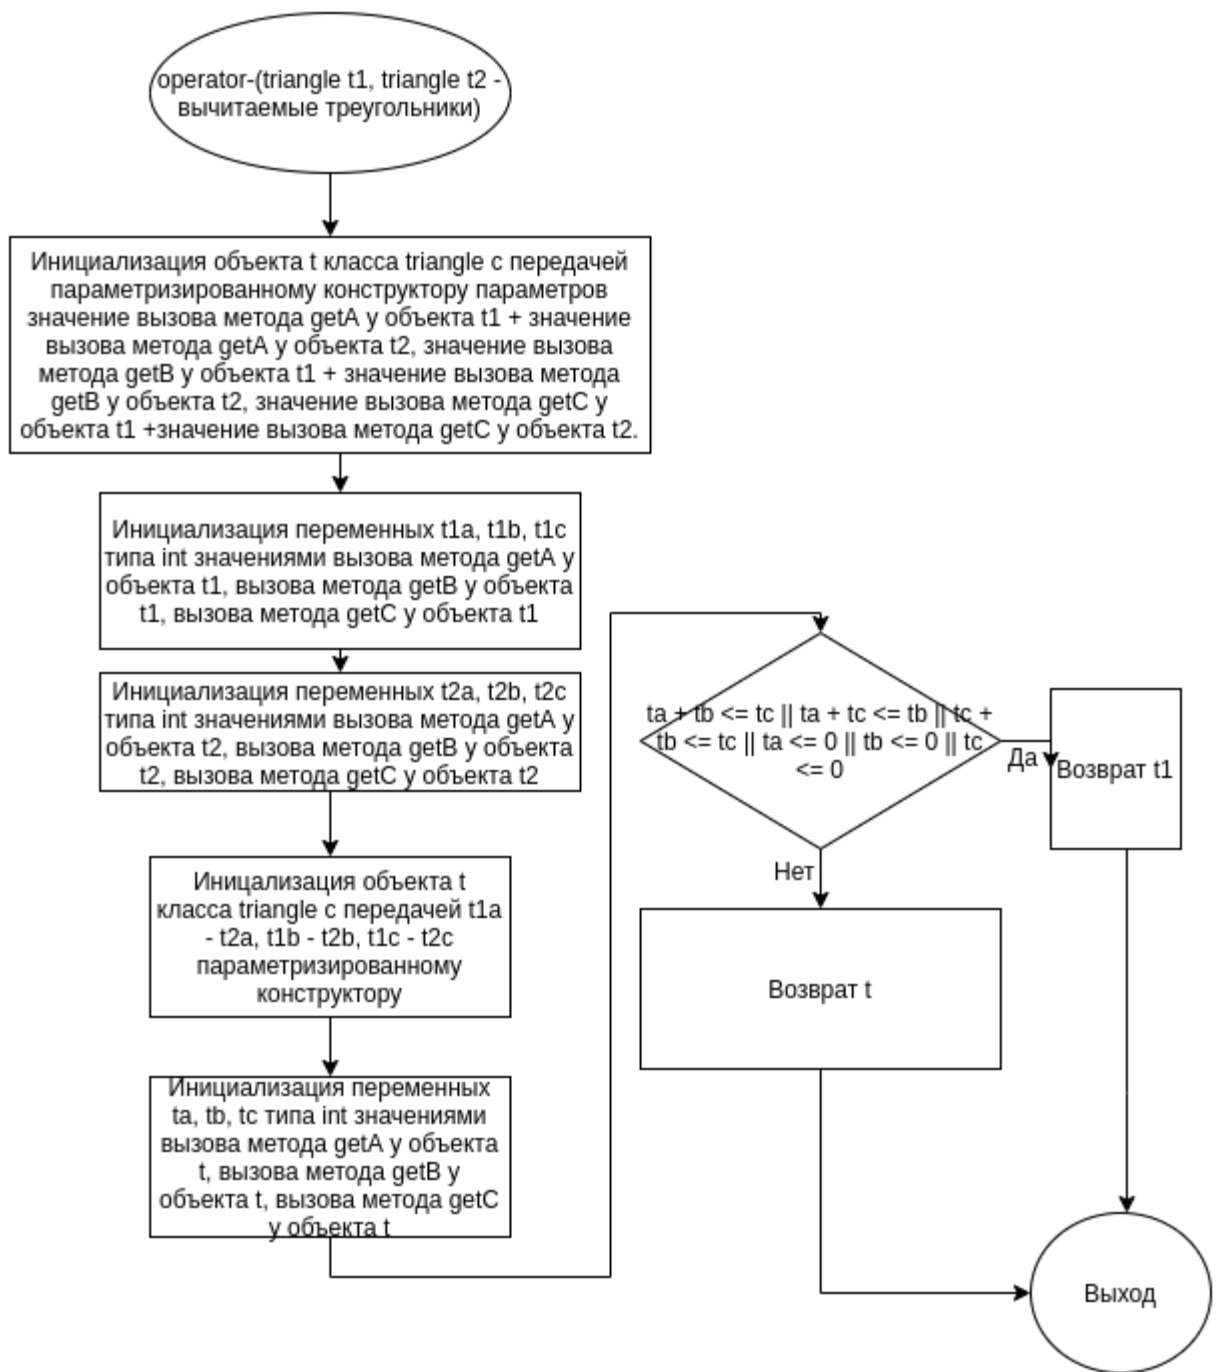 operator-(triangle t1, triangle t2 -
вычитаемые треугольники)
Инициализация объекта t класса triangle с передачей
параметризированному конструктору параметров
значение вызова метода getA у объекта t1 + значение
вызова метода getA у объекта t2, значение вызова
метода getB у объекта t1 + значение вызова метода
getB у объекта t2, значение вызова метода getC у
объекта t1 +значение вызова метода getC у объекта t2.
Инициализация переменных t1a, t1b, t1c
типа int значениями вызова метода getA у
объекта t1, вызова метода getB у объекта
t1, вызова метода getC у объекта t1
Инициализация переменных t2a, t2b, t2c
типа int значениями вызова метода getA у
объекта t2, вызова метода getB у объекта
t2, вызова метода getC у объекта t2
Инициализация объекта t
класса triangle с передачей t1a
- t2a, t1b - t2b, t1c - t2c
параметризированному
конструктору
Инициализация переменных
ta, tb, tc типа int значениями
вызова метода getA у объекта
t, вызова метода getB у
объекта t, вызова метода getC
у объекта t
ta + tb <= tc || ta + tc <= tb || tc +
tb <= tc || ta <= 0 || tb <= 0 || tc
<= 0
Да
Возврат t1
Нет
Возврат t
Выход